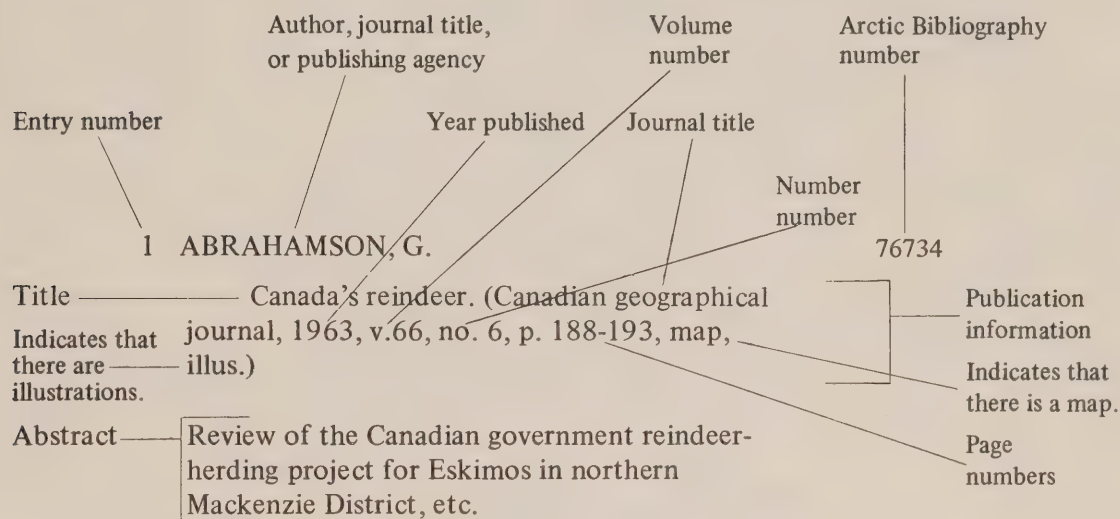 Author, journal title,
or publishing agency
Volume
number
Arctic Bibliography
number
Entry number
Year published
Journal title
Number
number
1 ABRAHAMSON, G.
76734
Title
Canada's reindeer. (Canadian geographical
journal, 1963, v.66, no. 6, p. 188-193, map,
illus.)
Indicates that
there are
illustrations.
Publication
information
Indicates that
there is a map.
Page
numbers
Abstract
Review of the Canadian government reindeer-
herding project for Eskimos in northern
Mackenzie District, etc.